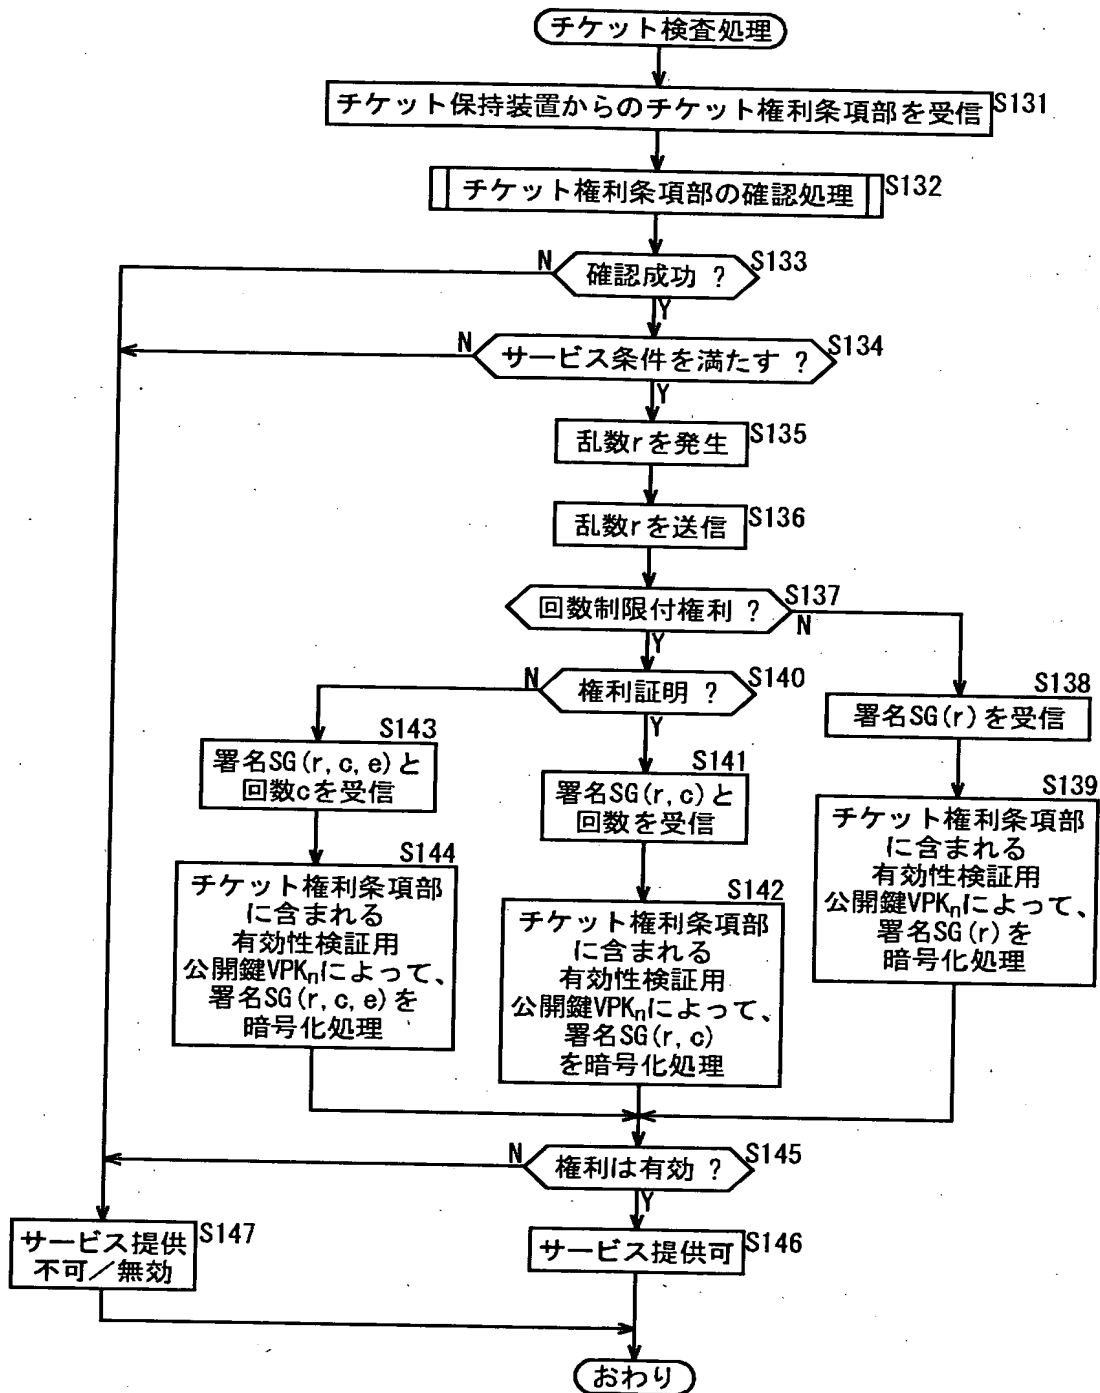 チケット検査処理
チケット保持装置からのチケット権利条項部を受信
S131
チケット権利条項部の確認処理
S132
確認成功 ?
S133
N
Y
サービス条件を満たす ?
S134
N
Y
乱数rを発生
S135
乱数rを送信
S136
回数制限付権利 ?
S137
N
Y
権利証明 ?
S140
N
Y
S138
署名SG(r)を受信
S143
署名SG(r,c,e)と
回数cを受信
S141
署名SG(r,c)と
回数を受信
S139
チケット権利条項部
に含まれる
有効性検証用
公開鍵VPKnによって、
署名SG(r)を
暗号化処理
S144
チケット権利条項部
に含まれる
有効性検証用
公開鍵VPKnによって、
署名SG(r,c,e)を
暗号化処理
S142
チケット権利条項部
に含まれる
有効性検証用
公開鍵VPKnによって、
署名SG(r,c)
を暗号化処理
権利は有効 ?
S145
N
Y
サービス提供
不可／無効
S147
サービス提供可
S146
おわり